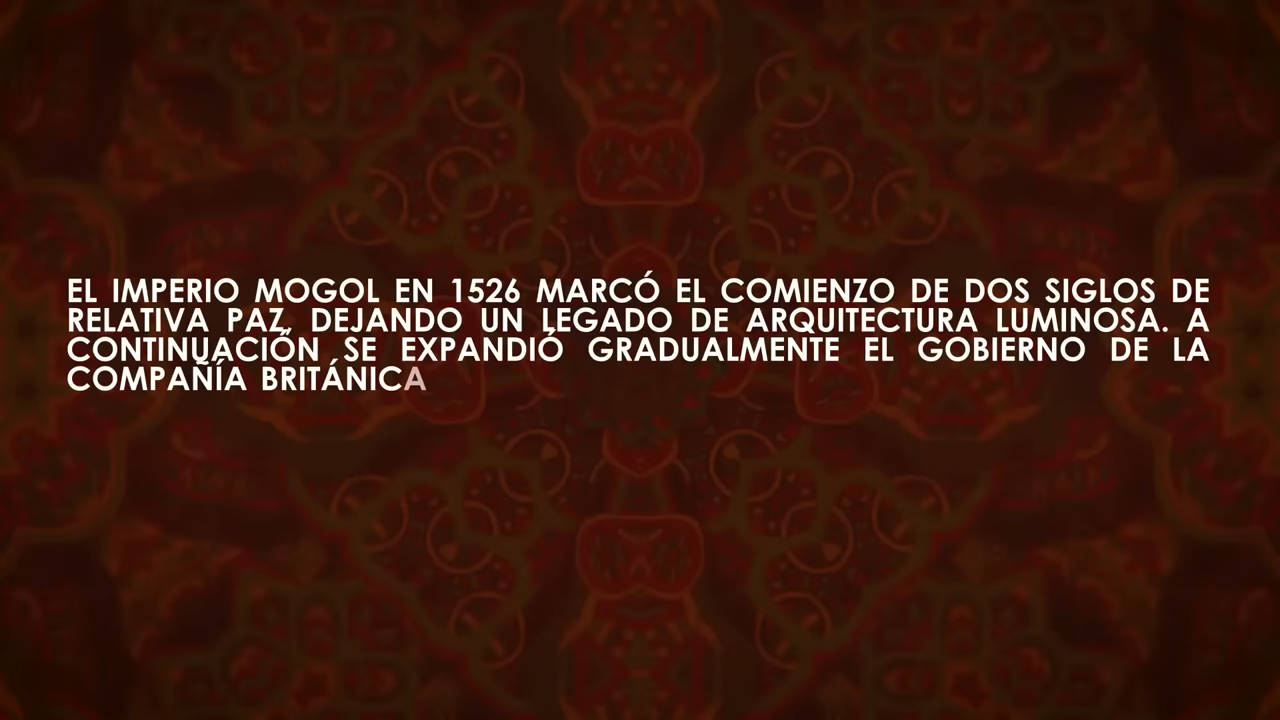 EL IMPERIO MOGOL EN 1526 MARCÓ EL COMIENZO DE DOS SIGLOS DE
RELATIVA PAZ, DEJANDO UN LEGADO DE ARQUITECTURA LUMINOSA. A
CONTINUACIÓN SE EXPANDIÓ GRADUALMENTE EL GOBIERNO DE LA
COMPAÑÍA BRITÁNICA